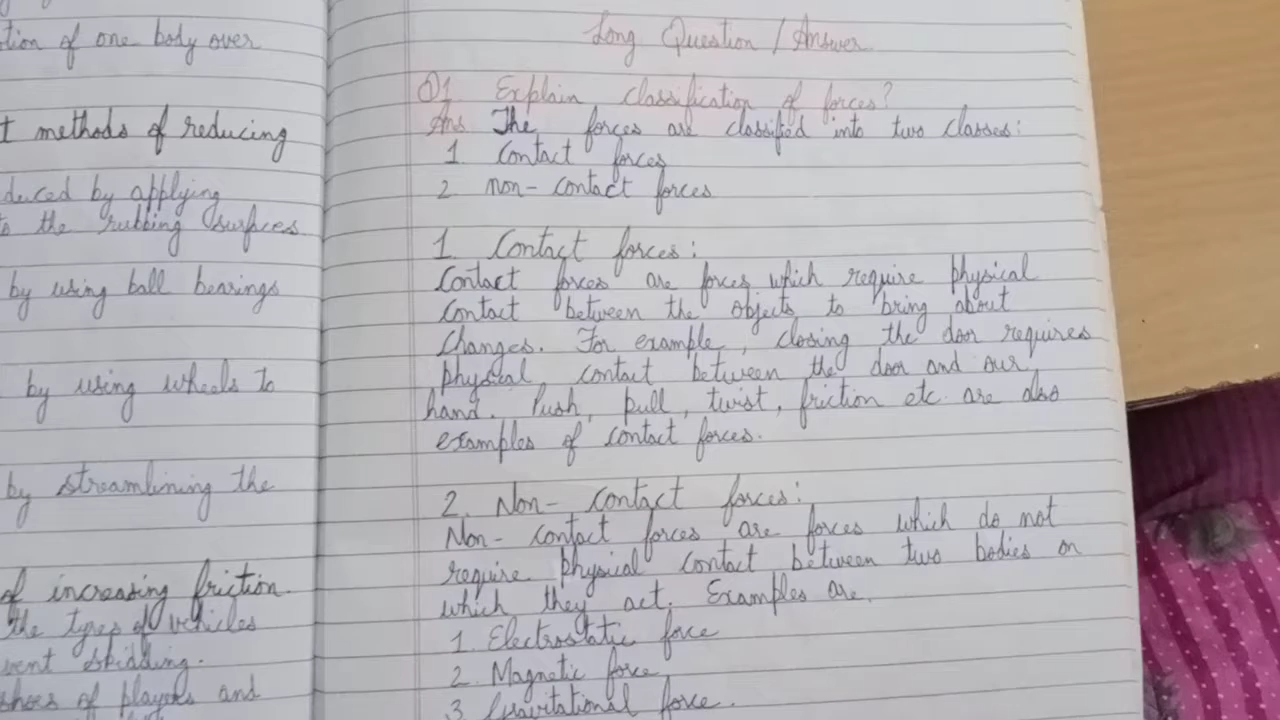 tion of one body over
t methods of reducing
duced by applying
to the rubbing surfaces
by using ball bearings
by using wheels to
by streamlining the
of increasing friction.
the tyres of vehicles
vent skidding.
shoes of players and
Long Question / Answer
Q1 Explain classification of forces?
Ans The forces are classified into two classes:
1. Contact forces
2 non-contact forces
1. Contact forces:
Contact forces are forces which require physical
contact between the objects to bring about
changes. For example, closing the door requires
physical contact between the door and our
hand. Push, pull, twist, friction etc are also
examples of contact forces.
2. Non-contact forces:
Non-contact forces are forces which do not
require physical contact between two bodies on
which they act. Examples are.
1. Electrostatic force
2. Magnetic force
3. Gravitational force.